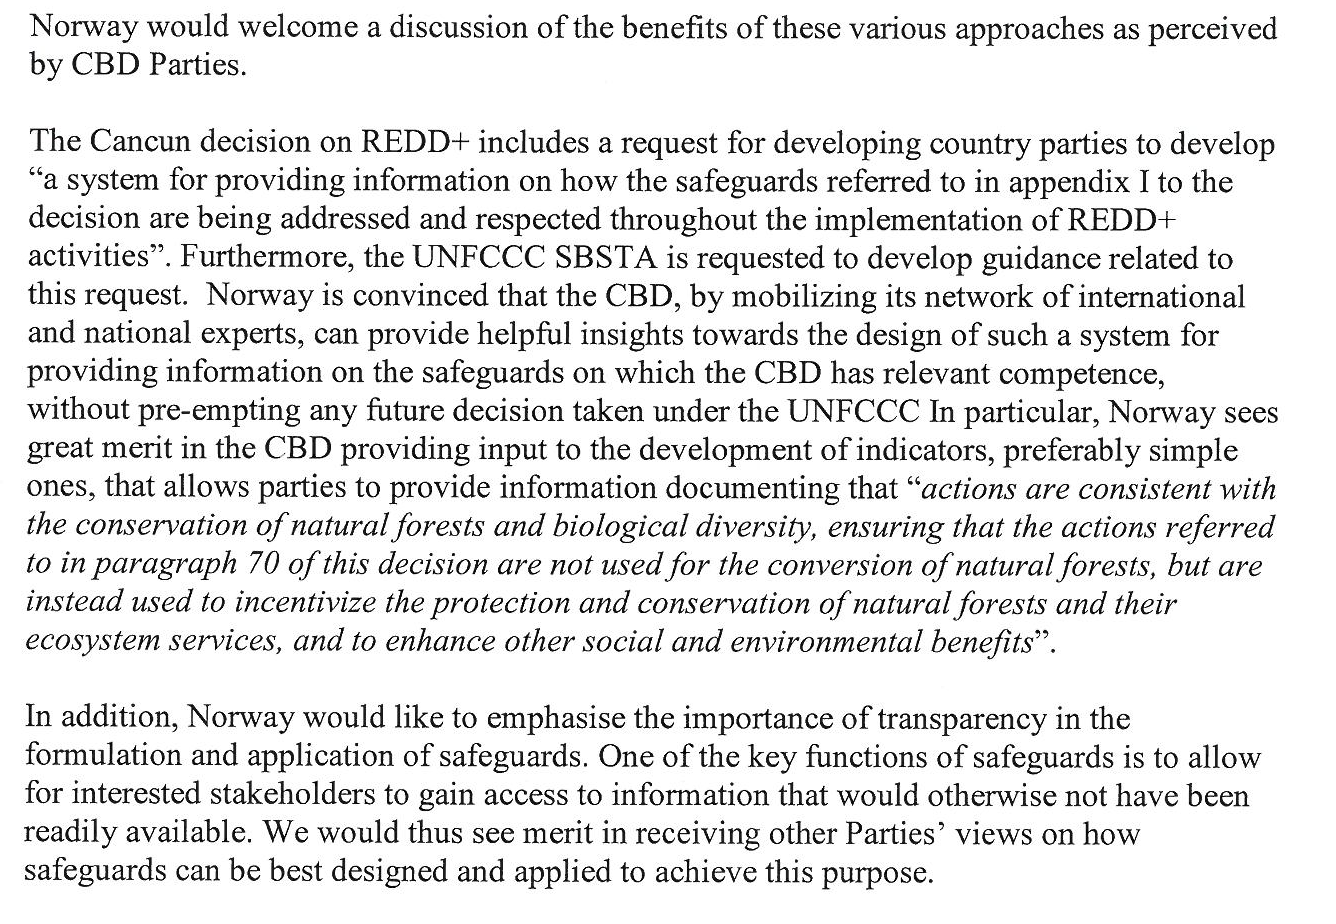 Norway would welcome a discussion of the benefits of these various approaches as perceived
by CBD Parties.
The Cancun decision on REDD+ includes a request for developing country parties to develop
“a system for providing information on how the safeguards referred to in appendix I to the
decision are being addressed and respected throughout the implementation of REDD+
activities”. Furthermore, the UNFCCC SBSTA is requested to develop guidance related to
this request.  Norway is convinced that the CBD, by mobilizing its network of international
and national experts, can provide helpful insights towards the design of such a system for
providing information on the safeguards on which the CBD has relevant competence,
without pre-empting any future decision taken under the UNFCCC In particular, Norway sees
great merit in the CBD providing input to the development of indicators, preferably simple
ones, that allows parties to provide information documenting that “actions are consistent with
the conservation of natural forests and biological diversity, ensuring that the actions referred
to in paragraph 70 of this decision are not used for the conversion of natural forests, but are
instead used to incentivize the protection and conservation of natural forests and their
ecosystem services, and to enhance other social and environmental benefits”.
In addition, Norway would like to emphasise the importance of transparency in the
formulation and application of safeguards. One of the key functions of safeguards is to allow
for interested stakeholders to gain access to information that would otherwise not have been
readily available. We would thus see merit in receiving other Parties’ views on how
safeguards can be best designed and applied to achieve this purpose.